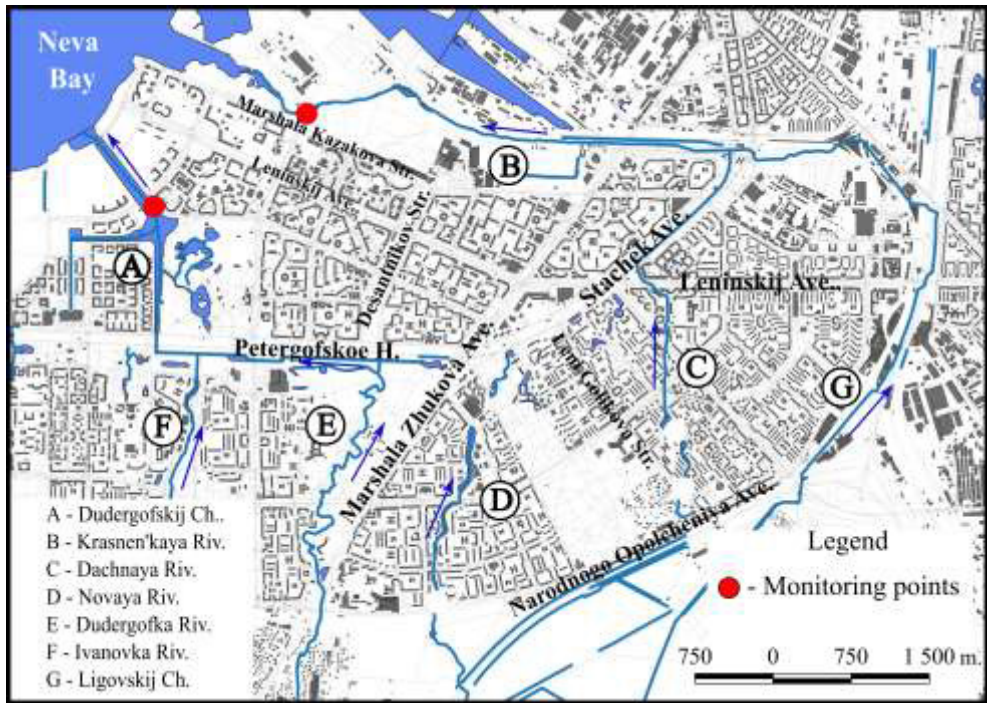 Neva
Bay
Marshala Kazakova Str.
Leninskij Ave.
B
Desantnikov Str.
Stachek Ave.
A
Leninskij Ave..
Petergofskoe H.
Marshala Zhukova Ave.
Leni Golikova Str.
C
G
F
E
D
Narodnogo Opolcheniya Ave.
A - Dudergofskij Ch..
B - Krasnen'kaya Riv.
C - Dachnaya Riv.
D - Novaya Riv.
E - Dudergofka Riv.
F - Ivanovka Riv.
G - Ligovskij Ch.
Legend
- Monitoring points
750 0 750 1 500 m.